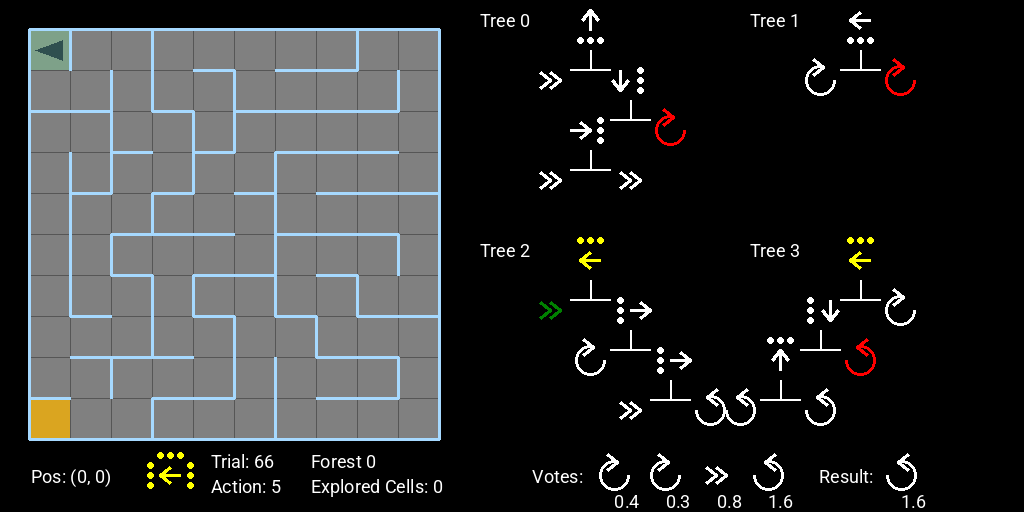 Tree 0
Tree 1
Tree 2
Tree 3
Pos: (0, 0)
Trial: 66
Action: 5
Forest 0
Explored Cells: 0
Votes:
0.4
0.3
0.8
1.6
Result:
1.6